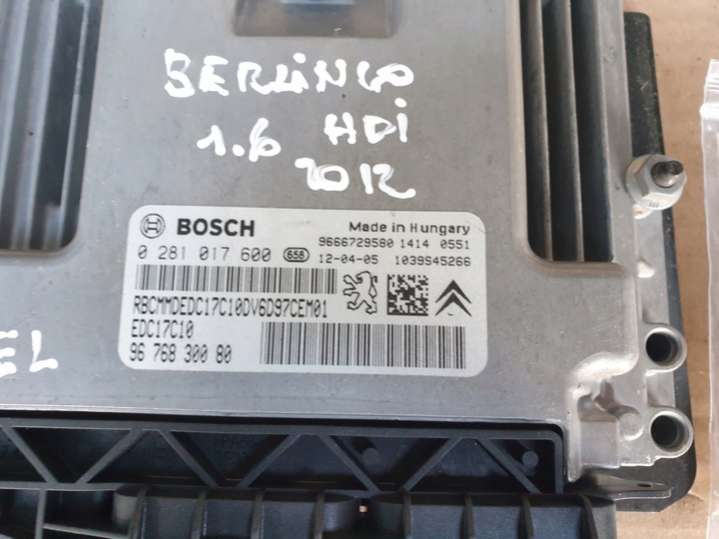 BERLINGO
1.6 HDI
2012
BOSCH
Made in Hungary
9666729580 1414 0551
0 281 017 600 658 12-04-05 1039S45266
RBCMMDEDC17C10DV6D97CEM01
EDC17C10
96 768 300 80
EL